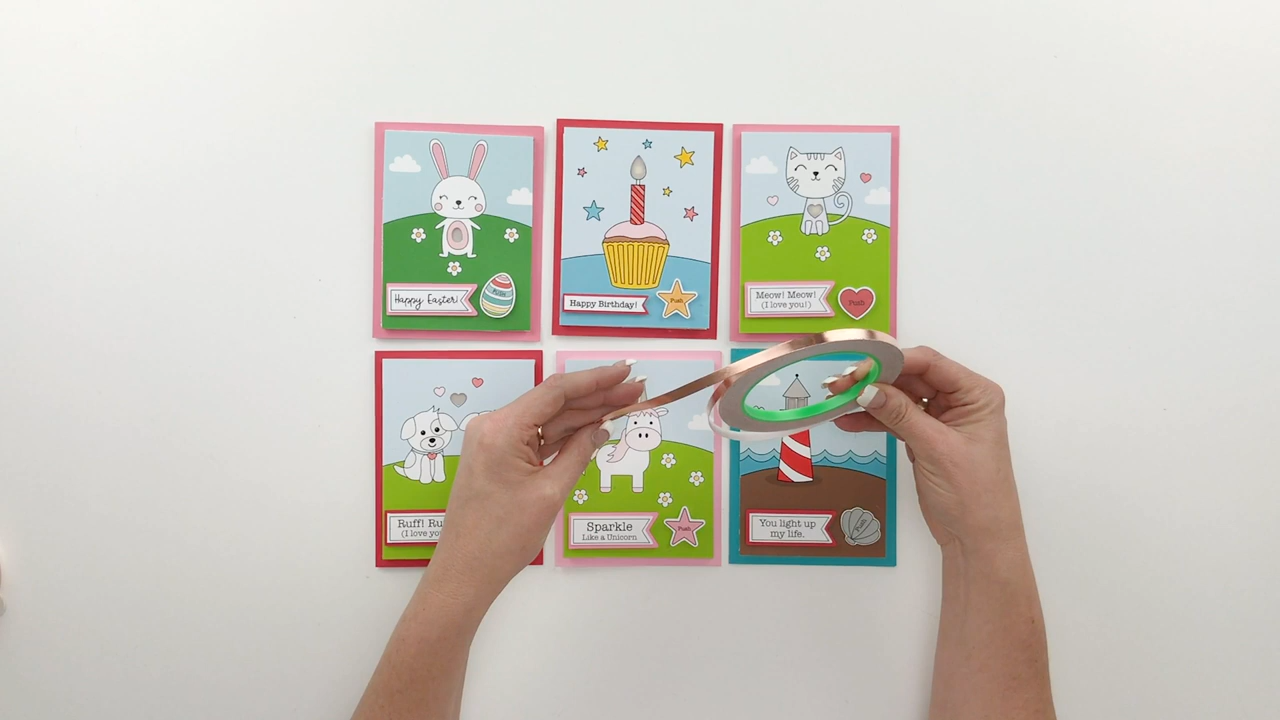 Happy Easter!
PUSH
Happy Birthday!
Push
Meow! Meow!
(I love you!)
Push
Ruff! Ru
(I love you
Sparkle
Like a Unicorn
Push
You light up
my life.
Push